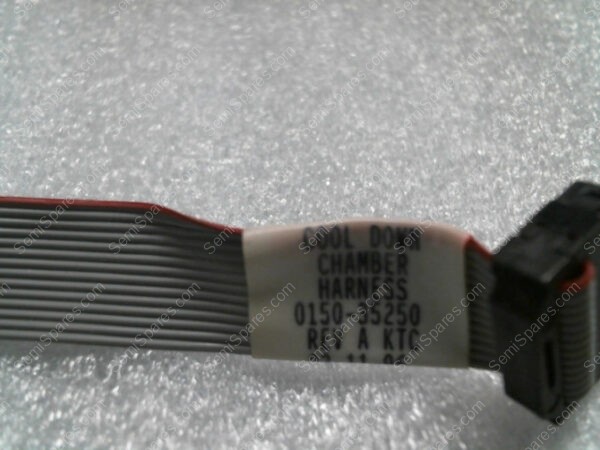 COOL DOWN
CHAMBER
HARNESS
0150-35250
REV A KTC
SemiSpares.com